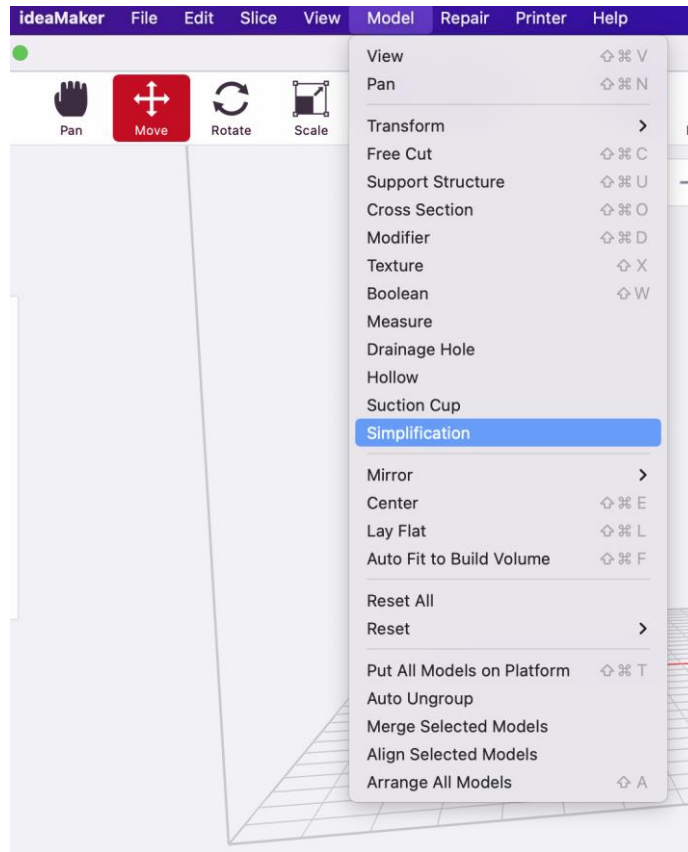 ideaMaker File Edit Slice View Model Repair Printer Help
Pan Move Rotate Scale
View ⇧⌘V
Pan ⇧⌘N
Transform >
Free Cut ⇧⌘C
Support Structure ⇧⌘U
Cross Section ⇧⌘O
Modifier ⇧⌘D
Texture ⇧X
Boolean ⇧W
Measure
Drainage Hole
Hollow
Suction Cup
Simplification
Mirror >
Center ⇧⌘E
Lay Flat ⇧⌘L
Auto Fit to Build Volume ⇧⌘F
Reset All
Reset >
Put All Models on Platform ⇧⌘T
Auto Ungroup
Merge Selected Models
Align Selected Models
Arrange All Models ⇧A